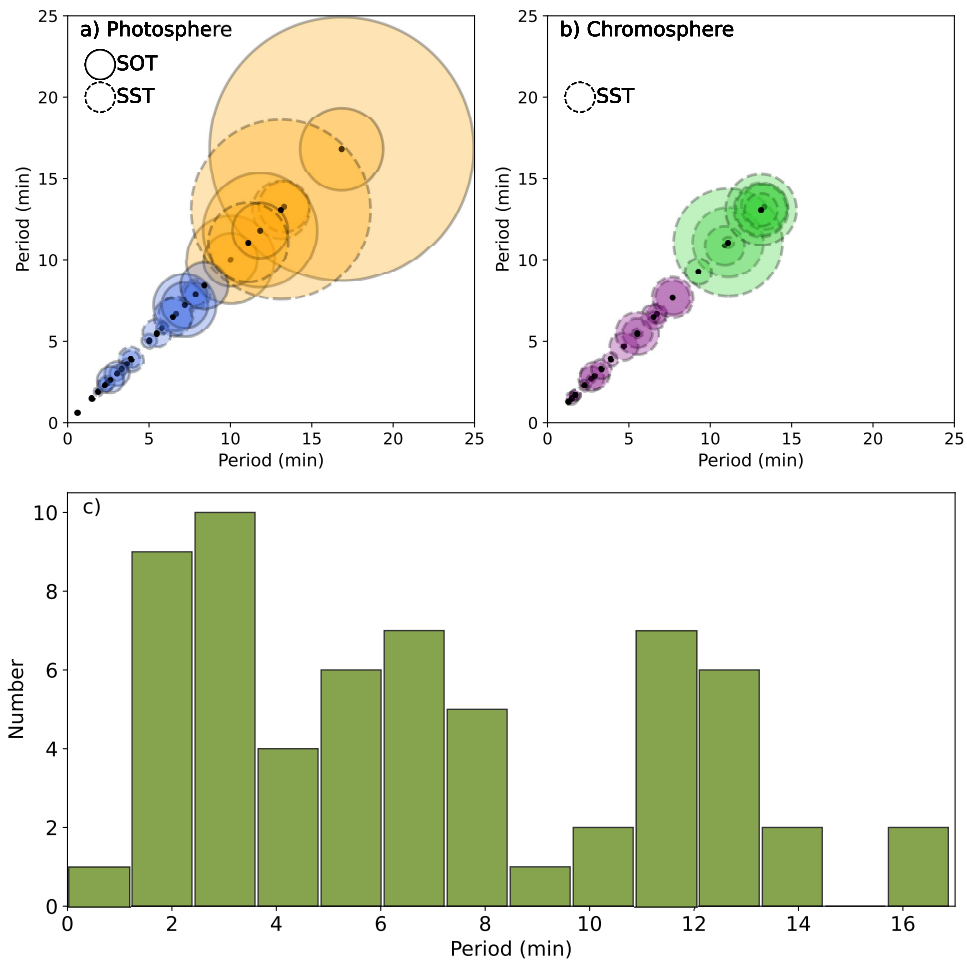 a) Photosphere
SOT
SST
25
20
15
10
5
0
Period (min)
0 5 10 15 20 25
Period (min)
b) Chromosphere
SST
25
20
15
10
5
0
Period (min)
0 5 10 15 20 25
Period (min)
c)
10
8
6
4
2
0
Number
0 2 4 6 8 10 12 14 16
Period (min)